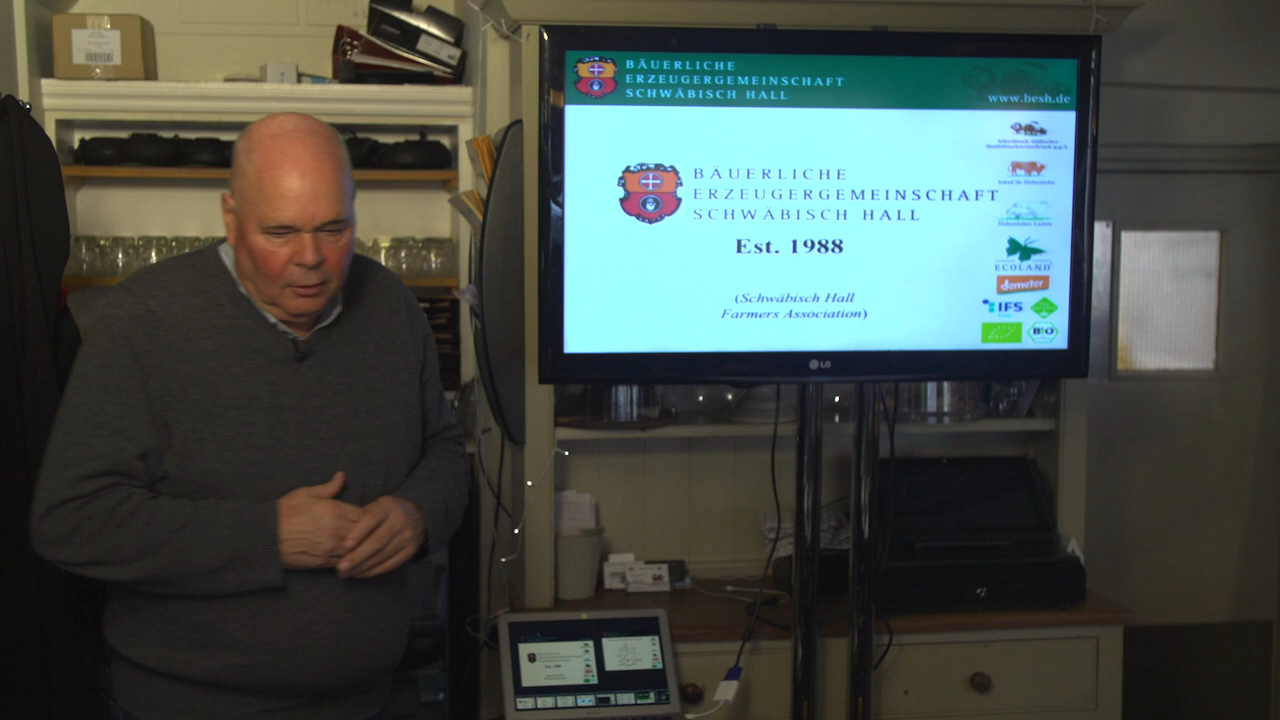 BÄUERLICHE
ERZEUGERGEMEINSCHAFT
SCHWÄBISCH HALL
www.besh.de
BÄUERLICHE
ERZEUGERGEMEINSCHAFT
SCHWÄBISCH HALL
Est. 1988
(Schwäbisch Hall
Farmers Association)
ECOLAND
demeter
IFS
BIO
LG